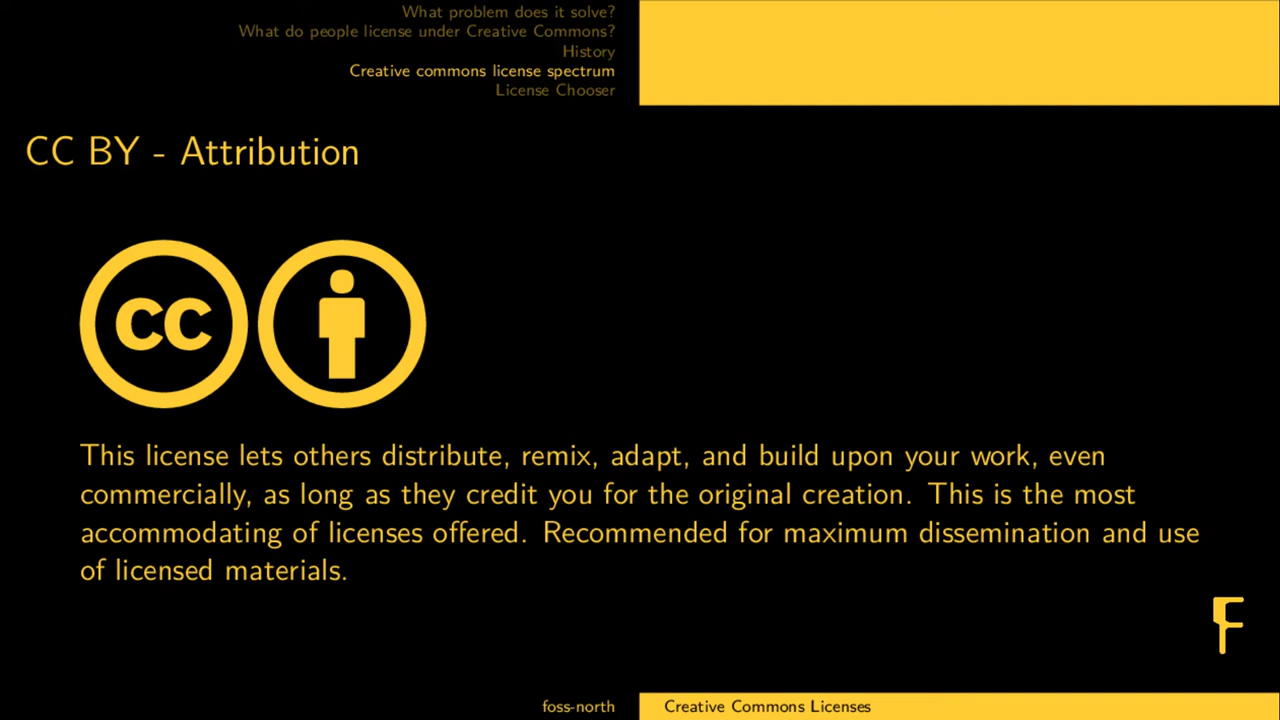 What problem does it solve?
What do people license under Creative Commons?
History
Creative commons license spectrum
License Chooser
CC BY - Attribution
CC
This license lets others distribute, remix, adapt, and build upon your work, even
commercially, as long as they credit you for the original creation. This is the most
accommodating of licenses offered. Recommended for maximum dissemination and use
of licensed materials.
F
foss-north
Creative Commons Licenses